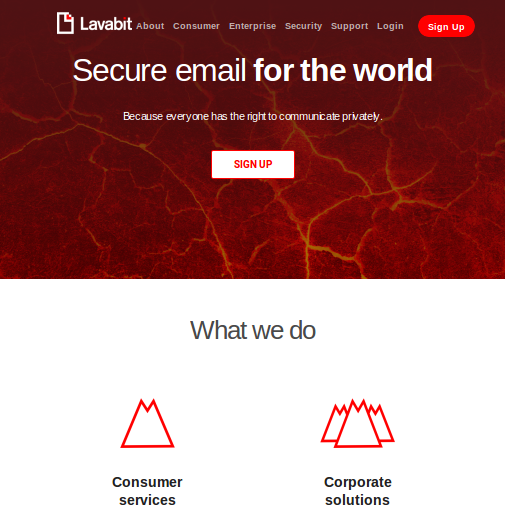 Lavabit About Consumer Enterprise Security Support Login Sign Up
Secure email for the world
Because everyone has the right to communicate privately.
SIGN UP
What we do
Consumer services
Corporate solutions